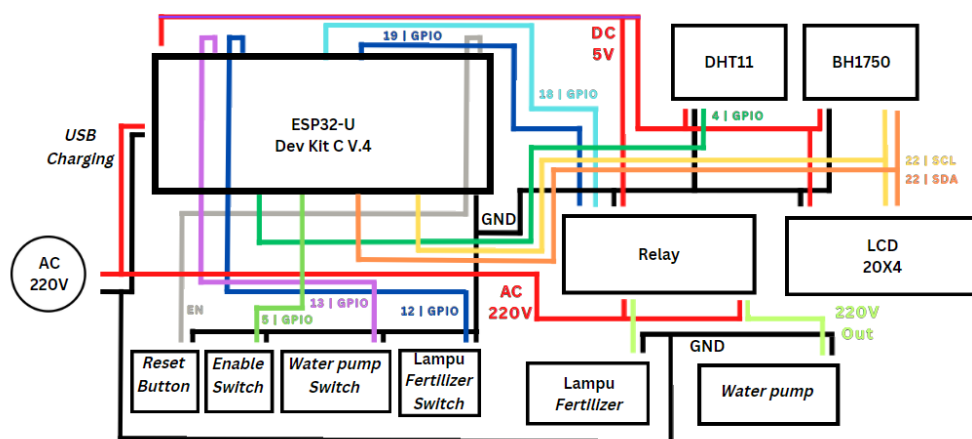 19 | GPIO
DC
5V
DHT11
BH1750
18 | GPIO
4 | GPIO
ESP32-U
Dev Kit C V.4
USB
Charging
22 | SCL
22 | SDA
GND
AC
220V
Relay
LCD
20X4
EN
13 | GPIO
5 | GPIO
12 | GPIO
AC
220V
220V
Out
GND
Reset
Button
Enable
Switch
Water pump
Switch
Lampu
Fertilizer
Switch
Lampu
Fertilizer
Water pump